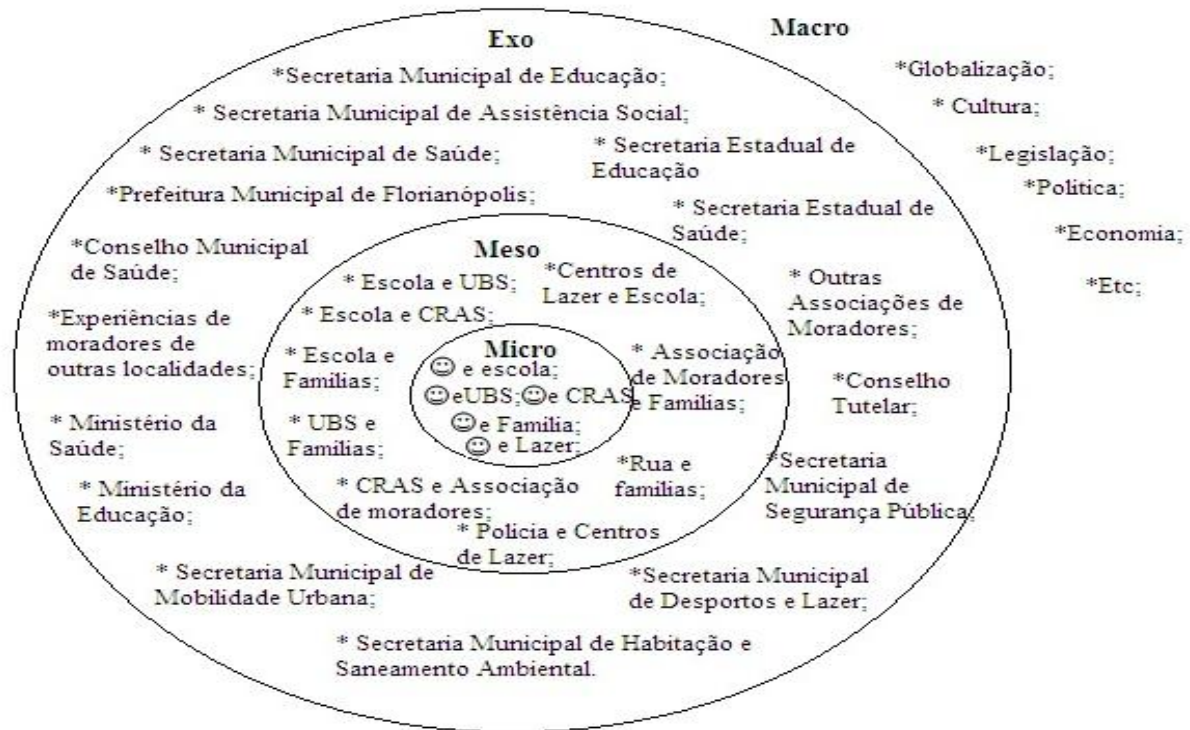 Exo
Macro
*Secretaria Municipal de Educação;
* Secretaria Municipal de Assistência Social;
* Secretaria Municipal de Saúde;
* Secretaria Estadual de
Educação
*Prefeitura Municipal de Florianópolis;
* Secretaria Estadual de
Saúde;
*Conselho Municipal
de Saúde;
* Outras
Associações de
Moradores;
*Experiências de
moradores de
outras localidades;
*Conselho
Tutelar;
* Ministério da
Saúde;
*Secretaria
Municipal de
Segurança Pública;
* Ministério da
Educação;
* Secretaria Municipal de
Mobilidade Urbana;
*Secretaria Municipal
de Desportos e Lazer;
* Secretaria Municipal de Habitação e
Saneamento Ambiental.
Meso
* Escola e UBS;
*Centros de
Lazer e Escola;
* Escola e CRAS;
* Escola e
Famílias;
* Associação
de Moradores
e Famílias;
* UBS e
Famílias;
*Rua e
famílias;
* CRAS e Associação
de moradores;
* Policia e Centros
de Lazer;
Micro
☺ e escola;
☺eUBS;☺e CRAS
☺e Família;
☺ e Lazer;
*Globalização;
* Cultura;
*Legislação;
*Politica;
*Economia;
*Etc;